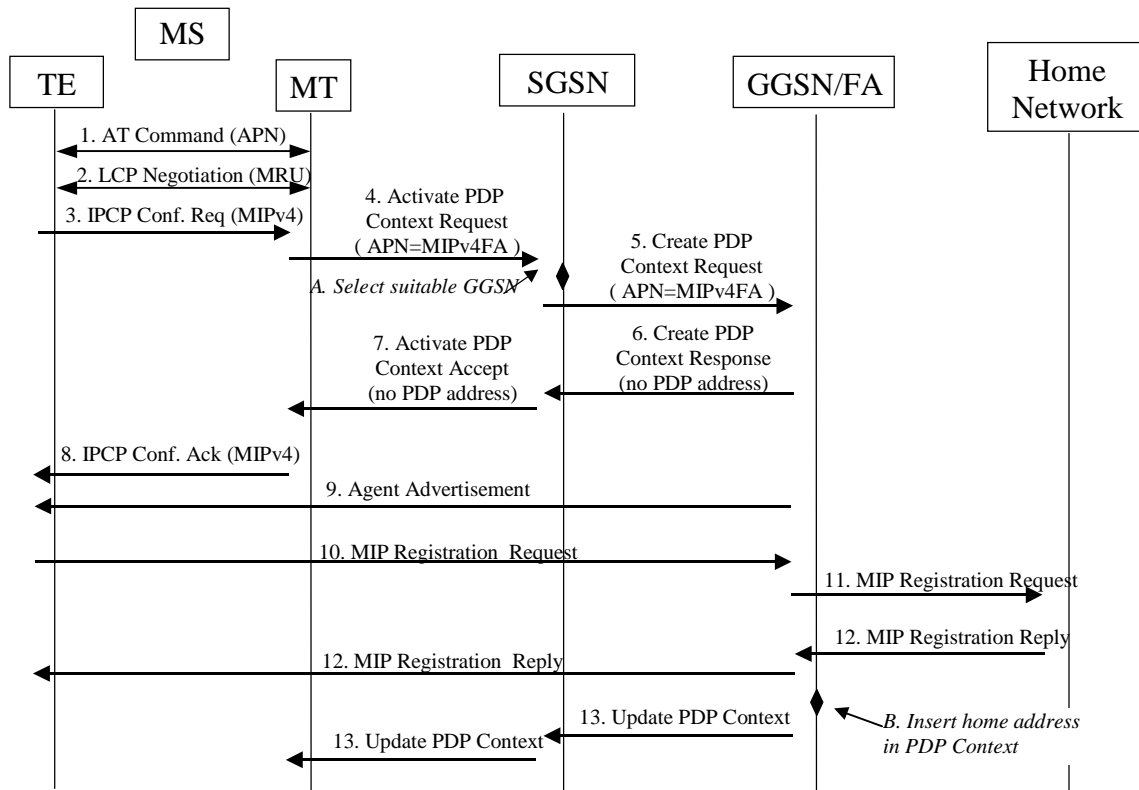 MS
TE
MT
SGSN
GGSN/FA
Home
Network
1. AT Command (APN)
2. LCP Negotiation (MRU)
3. IPCP Conf. Req (MIPv4)
4. Activate PDP
Context Request
( APN=MIPv4FA )
A. Select suitable GGSN
5. Create PDP
Context Request
( APN=MIPv4FA )
6. Create PDP
Context Response
(no PDP address)
7. Activate PDP
Context Accept
(no PDP address)
8. IPCP Conf. Ack (MIPv4)
9. Agent Advertisement
10. MIP Registration Request
11. MIP Registration Request
12. MIP Registration Reply
12. MIP Registration Reply
B. Insert home address
in PDP Context
13. Update PDP Context
13. Update PDP Context